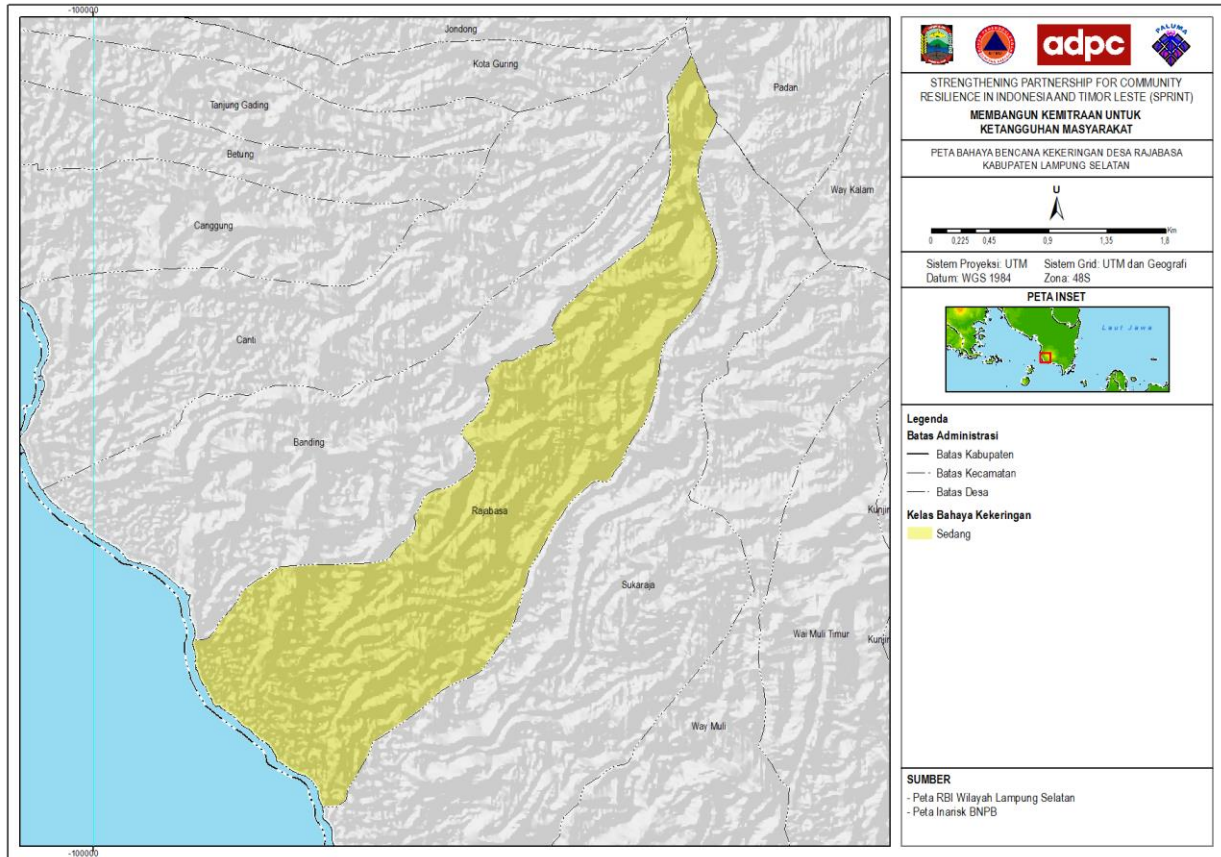 -100000
Jondong
Kota Guring
Padan
Tanjung Gading
Betung
Way Kalam
Canggung
Canti
Banding
Rajabasa
Kunjir
Sukaraja
Wai Muli Timur
Kunjir
Way Muli
-100000
adpc
PALUMA
STRENGTHENING PARTNERSHIP FOR COMMUNITY
RESILIENCE IN INDONESIA AND TIMOR LESTE (SPRINT)
MEMBANGUN KEMITRAAN UNTUK
KETANGGUHAN MASYARAKAT
PETA BAHAYA BENCANA KEKERINGAN DESA RAJABASA
KABUPATEN LAMPUNG SELATAN
U
Km
0 0,225 0,45 0,9 1,35 1,8
Sistem Proyeksi: UTM Sistem Grid: UTM dan Geografi
Datum: WGS 1984 Zona: 48S
PETA INSET
Laut Jawa
Legenda
Batas Administrasi
Batas Kabupaten
Batas Kecamatan
Batas Desa
Kelas Bahaya Kekeringan
Sedang
SUMBER
- Peta RBI Wilayah Lampung Selatan
- Peta Inarisk BNPB